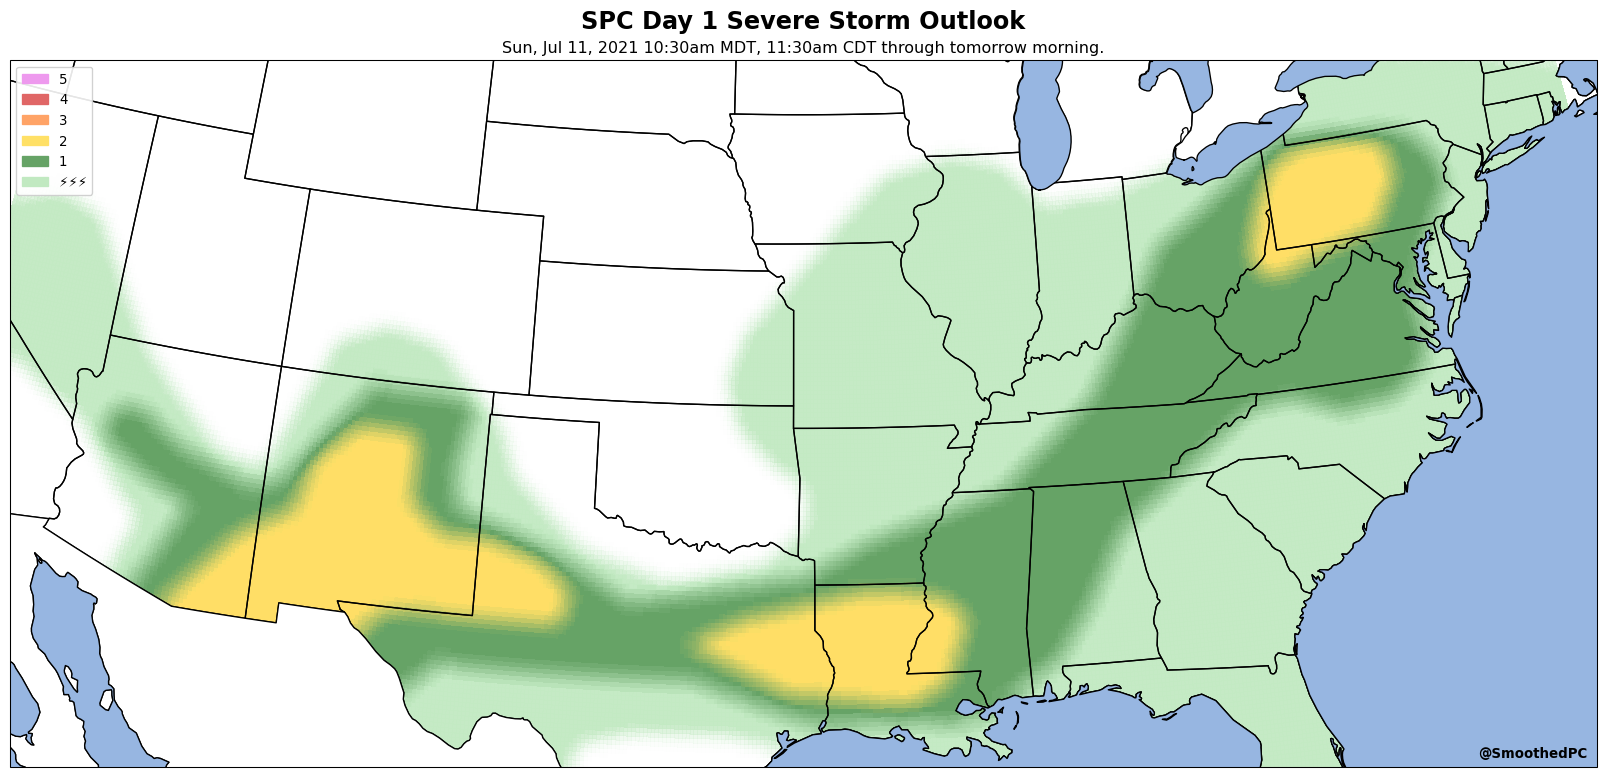 SPC Day 1 Severe Storm Outlook
Sun, Jul 11, 2021 10:30am MDT, 11:30am CDT through tomorrow morning.
5
4
3
2
1
⚡⚡⚡
@SmoothedPC